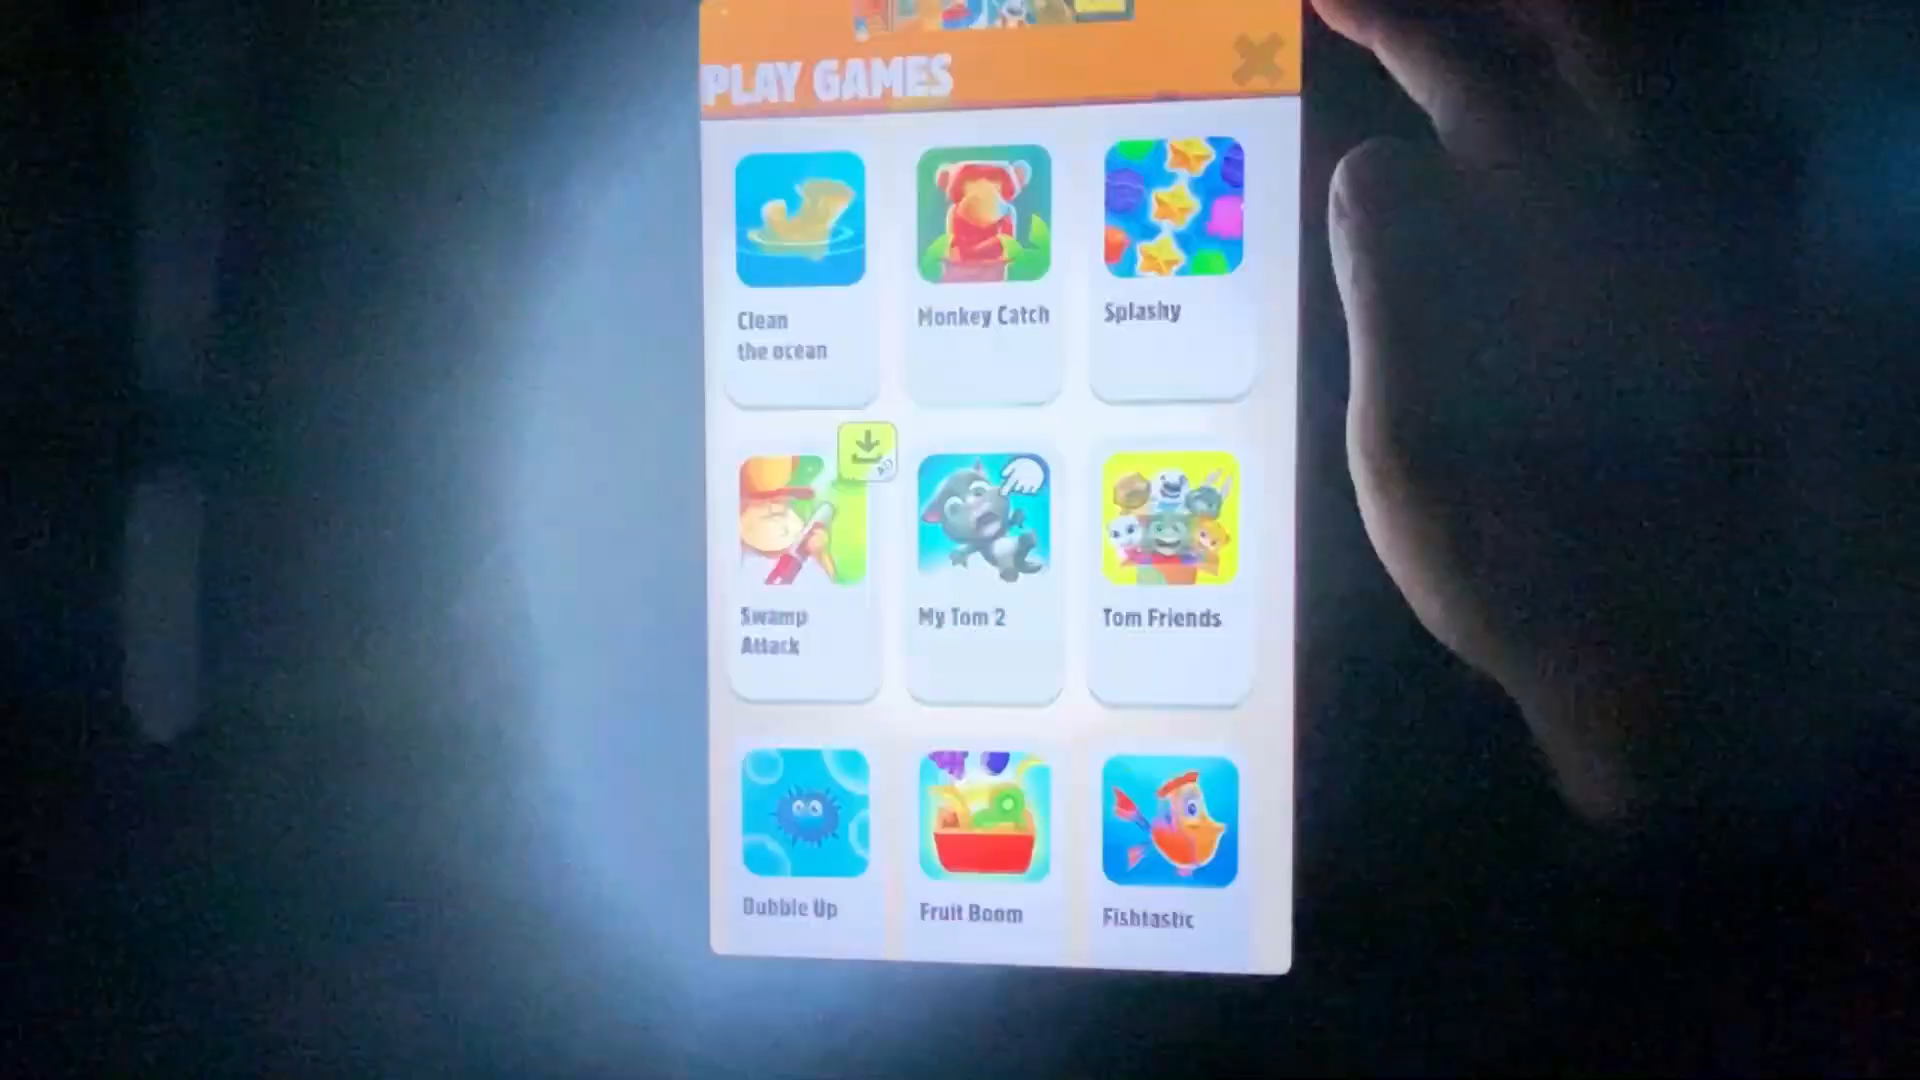 PLAY GAMES
Clean
the ocean
Monkey Catch
Splashy
AD
Swamp
Attack
My Tom 2
Tom Friends
Bubble Up
Fruit Boom
Fishtastic